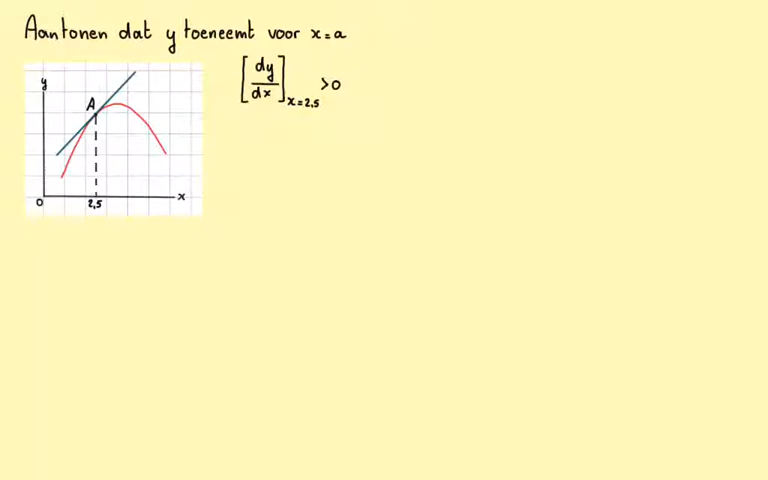 Aantonen dat y toeneemt voor x = a
[dy/dx]x=2,5 > 0
y
A
0
2,5
x